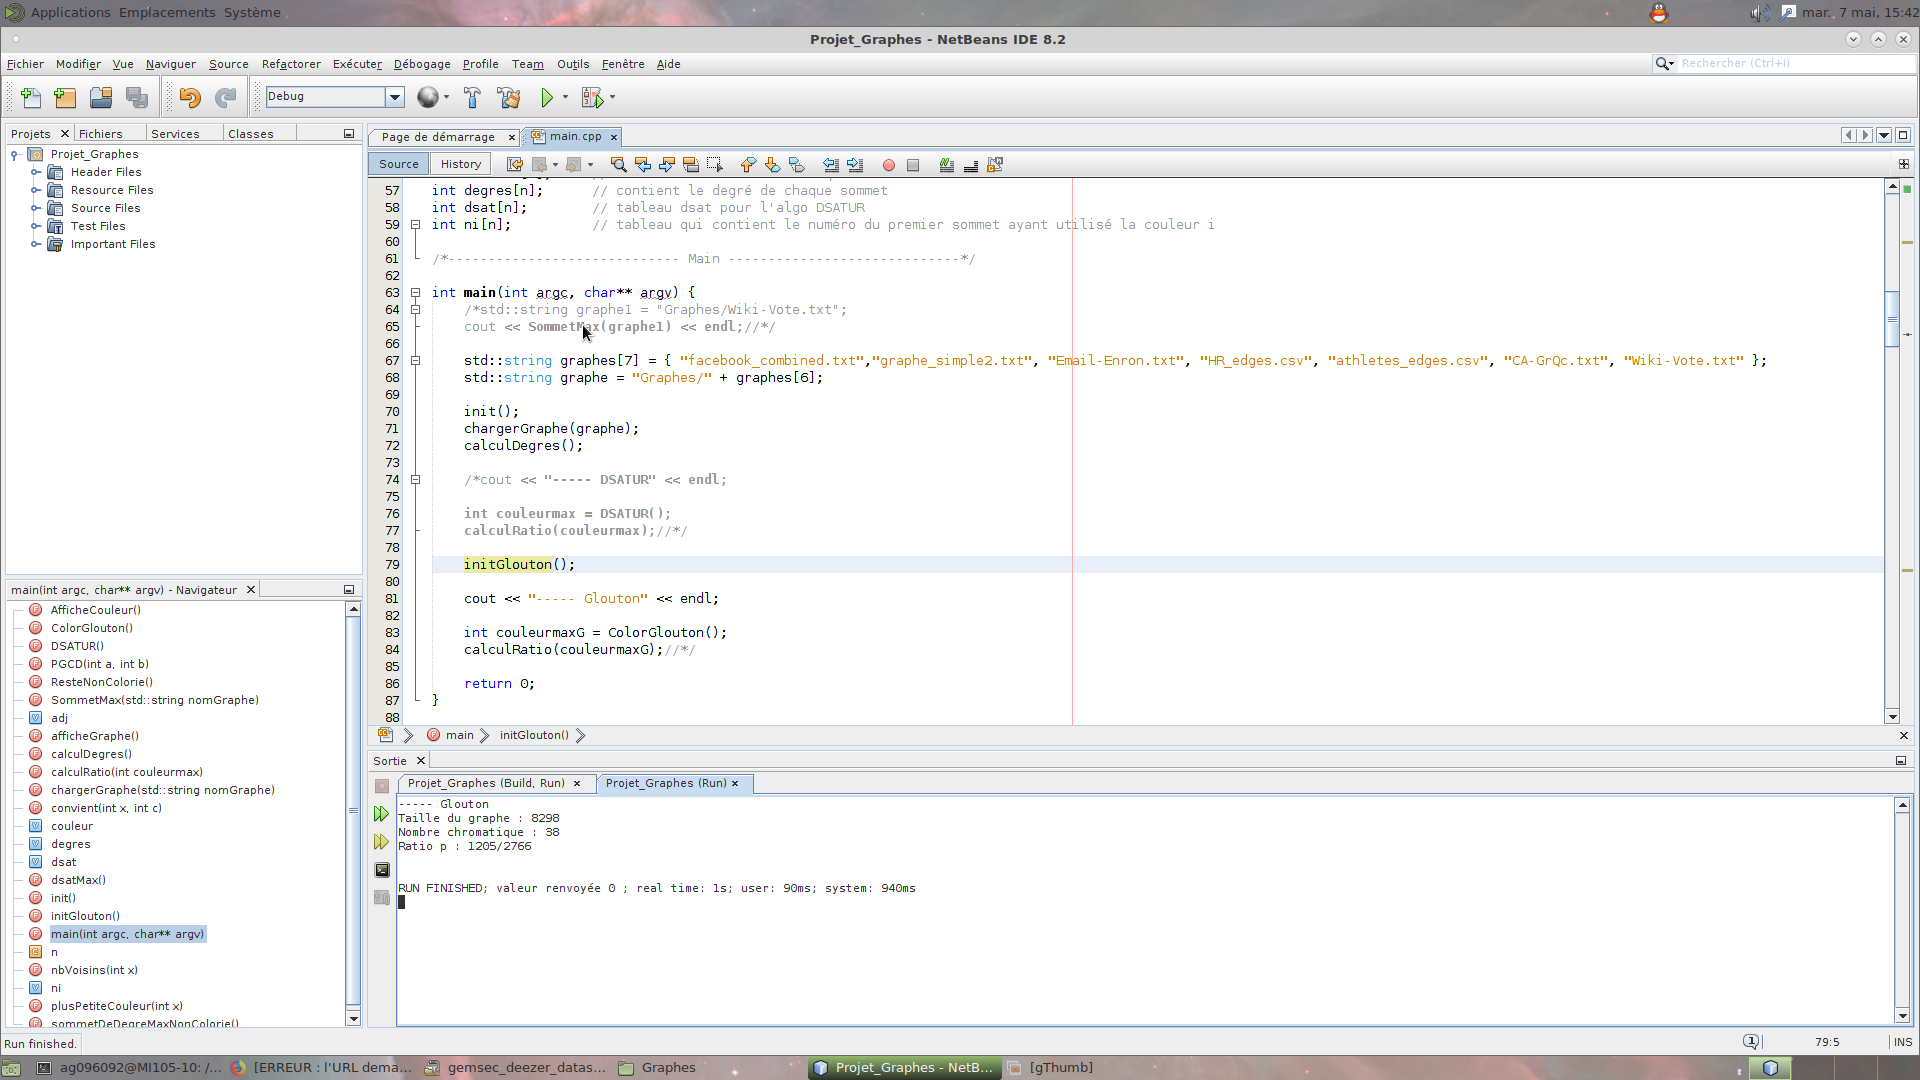 Applications Emplacements Système
mar. 7 mai, 15:42
Projet_Graphes - NetBeans IDE 8.2
Fichier Modifier Vue Naviguer Source Refactorer Exécuter Débogage Profile Team Outils Fenêtre Aide
Rechercher (Ctrl+I)
Debug
Projets Fichiers Services Classes
Projet_Graphes
Header Files
Resource Files
Source Files
Test Files
Important Files
main(int argc, char** argv) - Navigateur
AfficheCouleur()
ColorGlouton()
DSATUR()
PGCD(int a, int b)
ResteNonColorie()
SommetMax(std::string nomGraphe)
adj
afficheGraphe()
calculDegres()
calculRatio(int couleurmax)
chargerGraphe(std::string nomGraphe)
convient(int x, int c)
couleur
degres
dsat
dsatMax()
init()
initGlouton()
main(int argc, char** argv)
n
nbVoisins(int x)
ni
plusPetiteCouleur(int x)
sommetDeDegreMaxNonColorie()
Page de démarrage main.cpp
Source History
57 int degres[n]; // contient le degré de chaque sommet
58 int dsat[n]; // tableau dsat pour l'algo DSATUR
59 int ni[n]; // tableau qui contient le numéro du premier sommet ayant utilisé la couleur i
60
61 /*----------------------------- Main -----------------------------*/
62
63 int main(int argc, char** argv) {
64 /*std::string graphe1 = "Graphes/Wiki-Vote.txt";
65 cout << SommetMax(graphe1) << endl;//*/
66
67 std::string graphes[7] = { "facebook_combined.txt","graphe_simple2.txt", "Email-Enron.txt", "HR_edges.csv", "athletes_edges.csv", "CA-GrQc.txt", "Wiki-Vote.txt" };
68 std::string graphe = "Graphes/" + graphes[6];
69
70 init();
71 chargerGraphe(graphe);
72 calculDegres();
73
74 /*cout << "----- DSATUR" << endl;
75
76 int couleurmax = DSATUR();
77 calculRatio(couleurmax);//*/
78
79 initGlouton();
80
81 cout << "----- Glouton" << endl;
82
83 int couleurmaxG = ColorGlouton();
84 calculRatio(couleurmaxG);//*/
85
86 return 0;
87 }
88
main initGlouton()
Sortie
Projet_Graphes (Build, Run) Projet_Graphes (Run)
----- Glouton
Taille du graphe : 8298
Nombre chromatique : 38
Ratio p : 1205/2766
RUN FINISHED; valeur renvoyée 0 ; real time: 1s; user: 90ms; system: 940ms
Run finished.
79:5 INS
ag096092@MI105-10: /... [ERREUR : l'URL dema... gemsec_deezer_datas... Graphes Projet_Graphes - NetB... [gThumb]